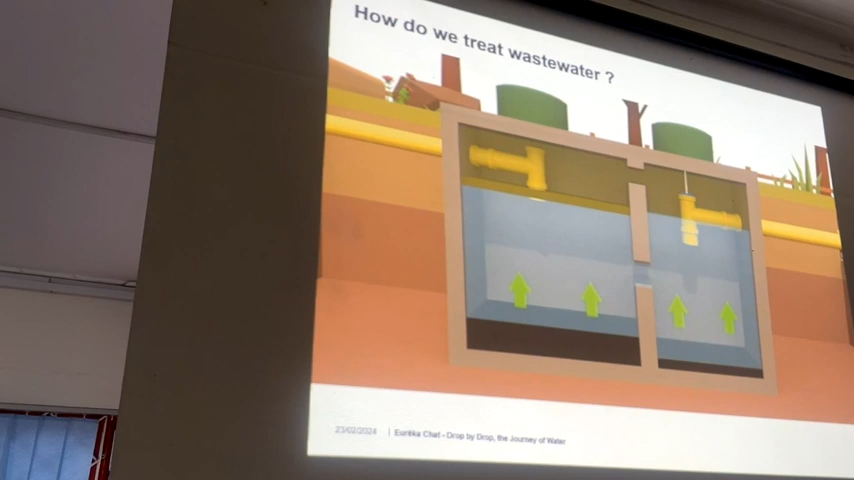 How do we treat wastewater ?
23/02/2024 | Eurêka Chat - Drop by Drop, the Journey of Water